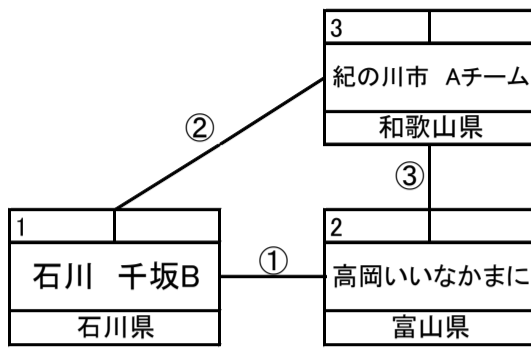 3
紀の川市　Aチーム
和歌山県
②
③
1
石川　千坂B
石川県
①
2
高岡いいなかまに
富山県